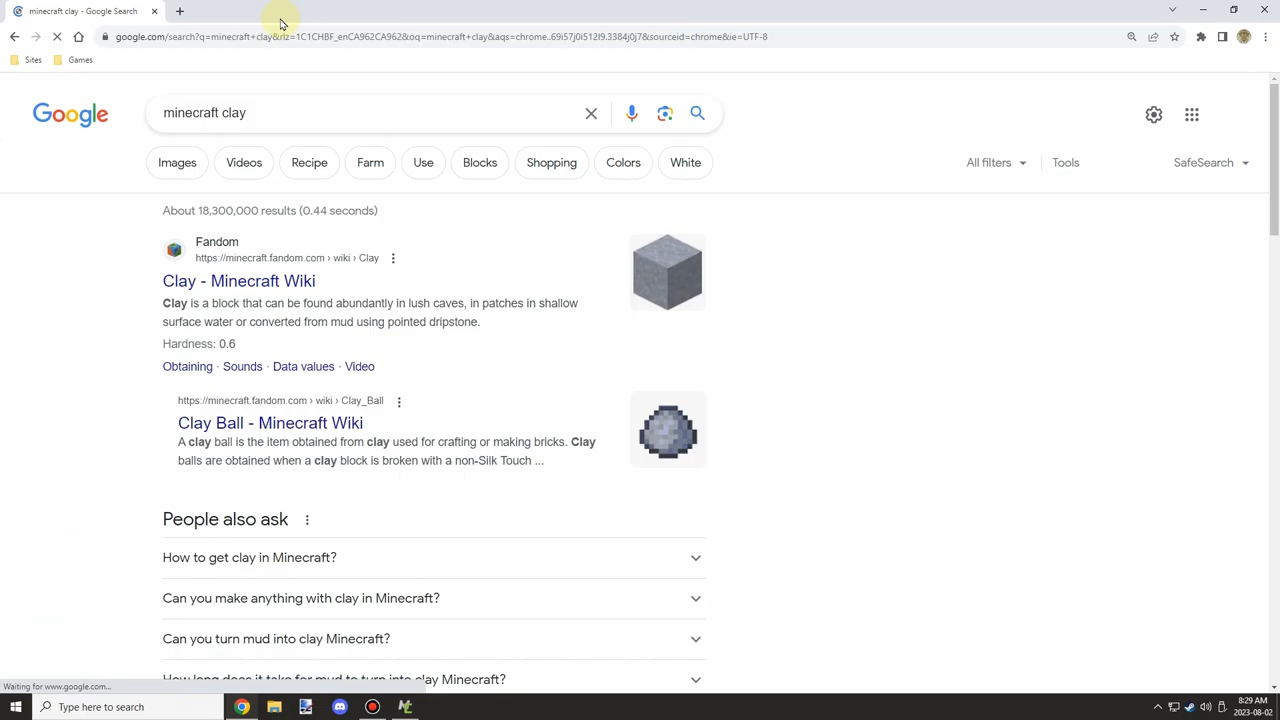 minecraft clay - Google Search
google.com/search?q=minecraft+clay&rlz=1C1CHBF_enCA962CA962&oq=minecraft+clay&aqs=chrome..69i57j0i512l9.3384j0j7&sourceid=chrome&ie=UTF-8
Sites Games
Google minecraft clay
Images Videos Recipe Farm Use Blocks Shopping Colors White All filters Tools SafeSearch
About 18,300,000 results (0.44 seconds)
Fandom
https://minecraft.fandom.com › wiki › Clay
Clay - Minecraft Wiki
Clay is a block that can be found abundantly in lush caves, in patches in shallow
surface water or converted from mud using pointed dripstone.
Hardness: 0.6
Obtaining · Sounds · Data values · Video
https://minecraft.fandom.com › wiki › Clay_Ball
Clay Ball - Minecraft Wiki
A clay ball is the item obtained from clay used for crafting or making bricks. Clay
balls are obtained when a clay block is broken with a non-Silk Touch ...
People also ask
How to get clay in Minecraft?
Can you make anything with clay in Minecraft?
Can you turn mud into clay Minecraft?
How long does it take for mud to turn into clay Minecraft?
Waiting for www.google.com...
Type here to search
8:29 AM
2023-08-02